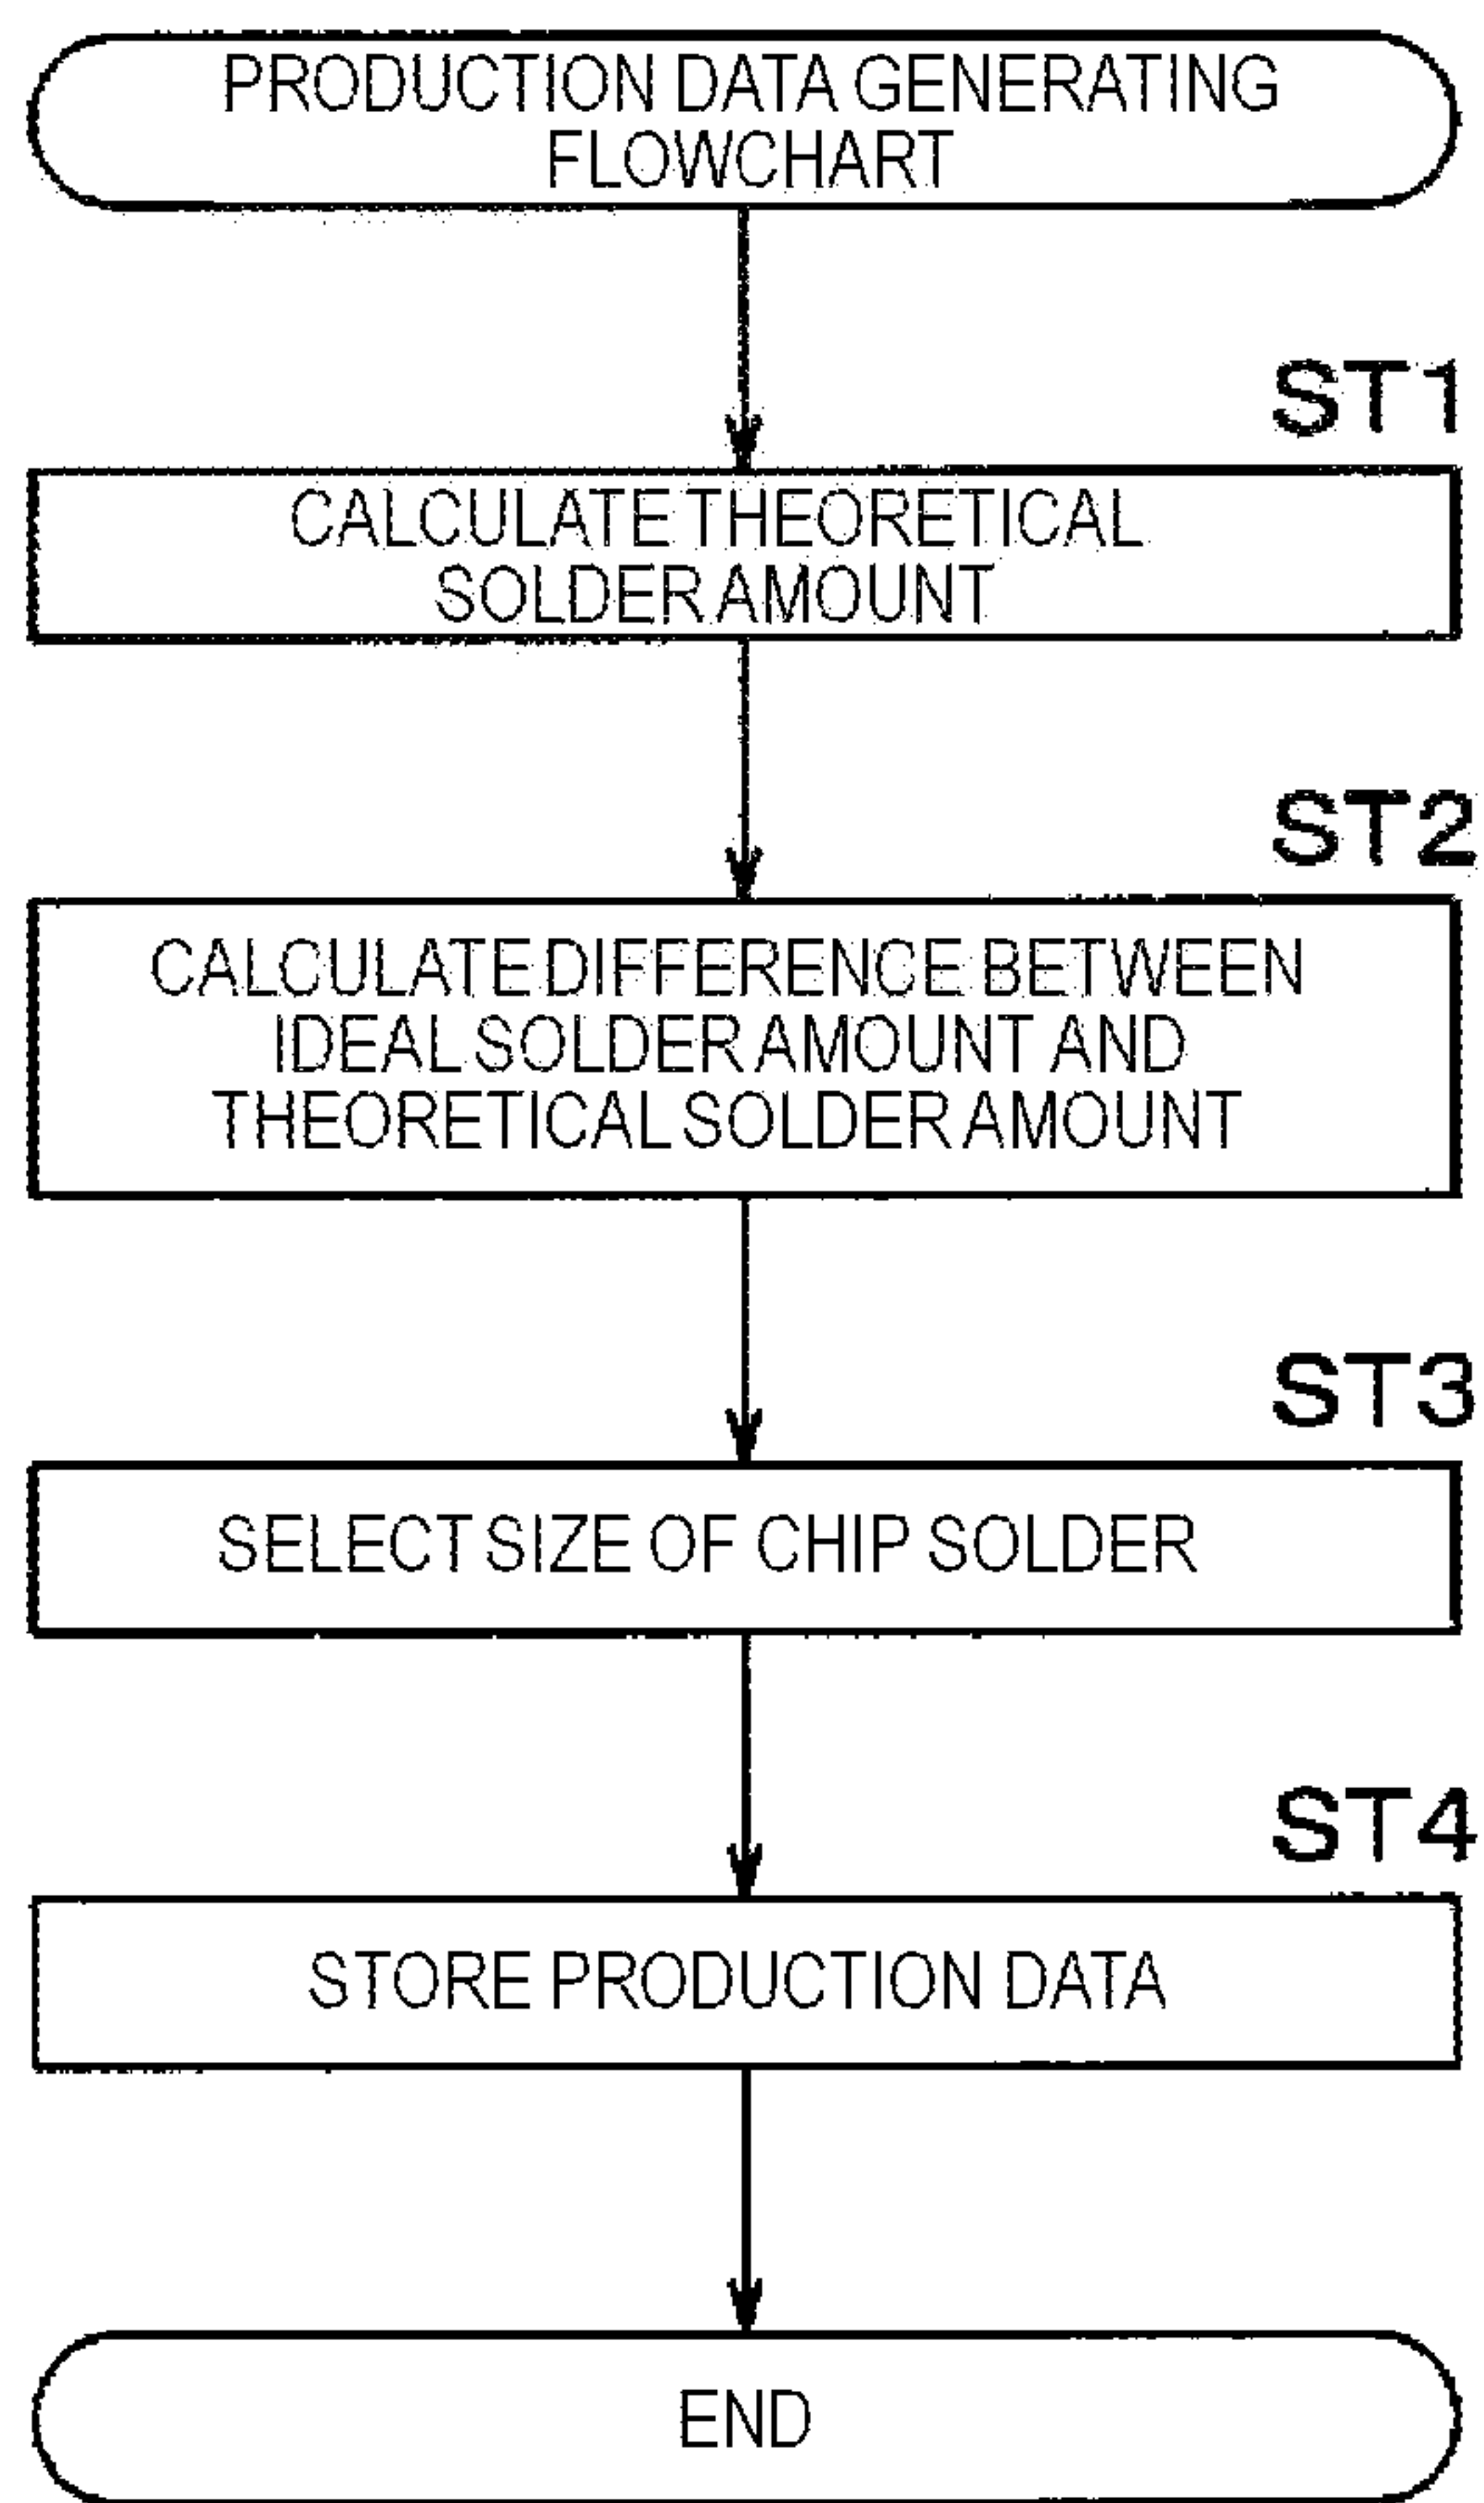 PRODUCTION DATA GENERATING
FLOWCHART
ST1
CALCULATE THEORETICAL
SOLDER AMOUNT
ST2
CALCULATE DIFFERENCE BETWEEN
IDEAL SOLDER AMOUNT AND
THEORETICAL SOLDER AMOUNT
ST3
SELECT SIZE OF CHIP SOLDER
ST4
STORE PRODUCTION DATA
END